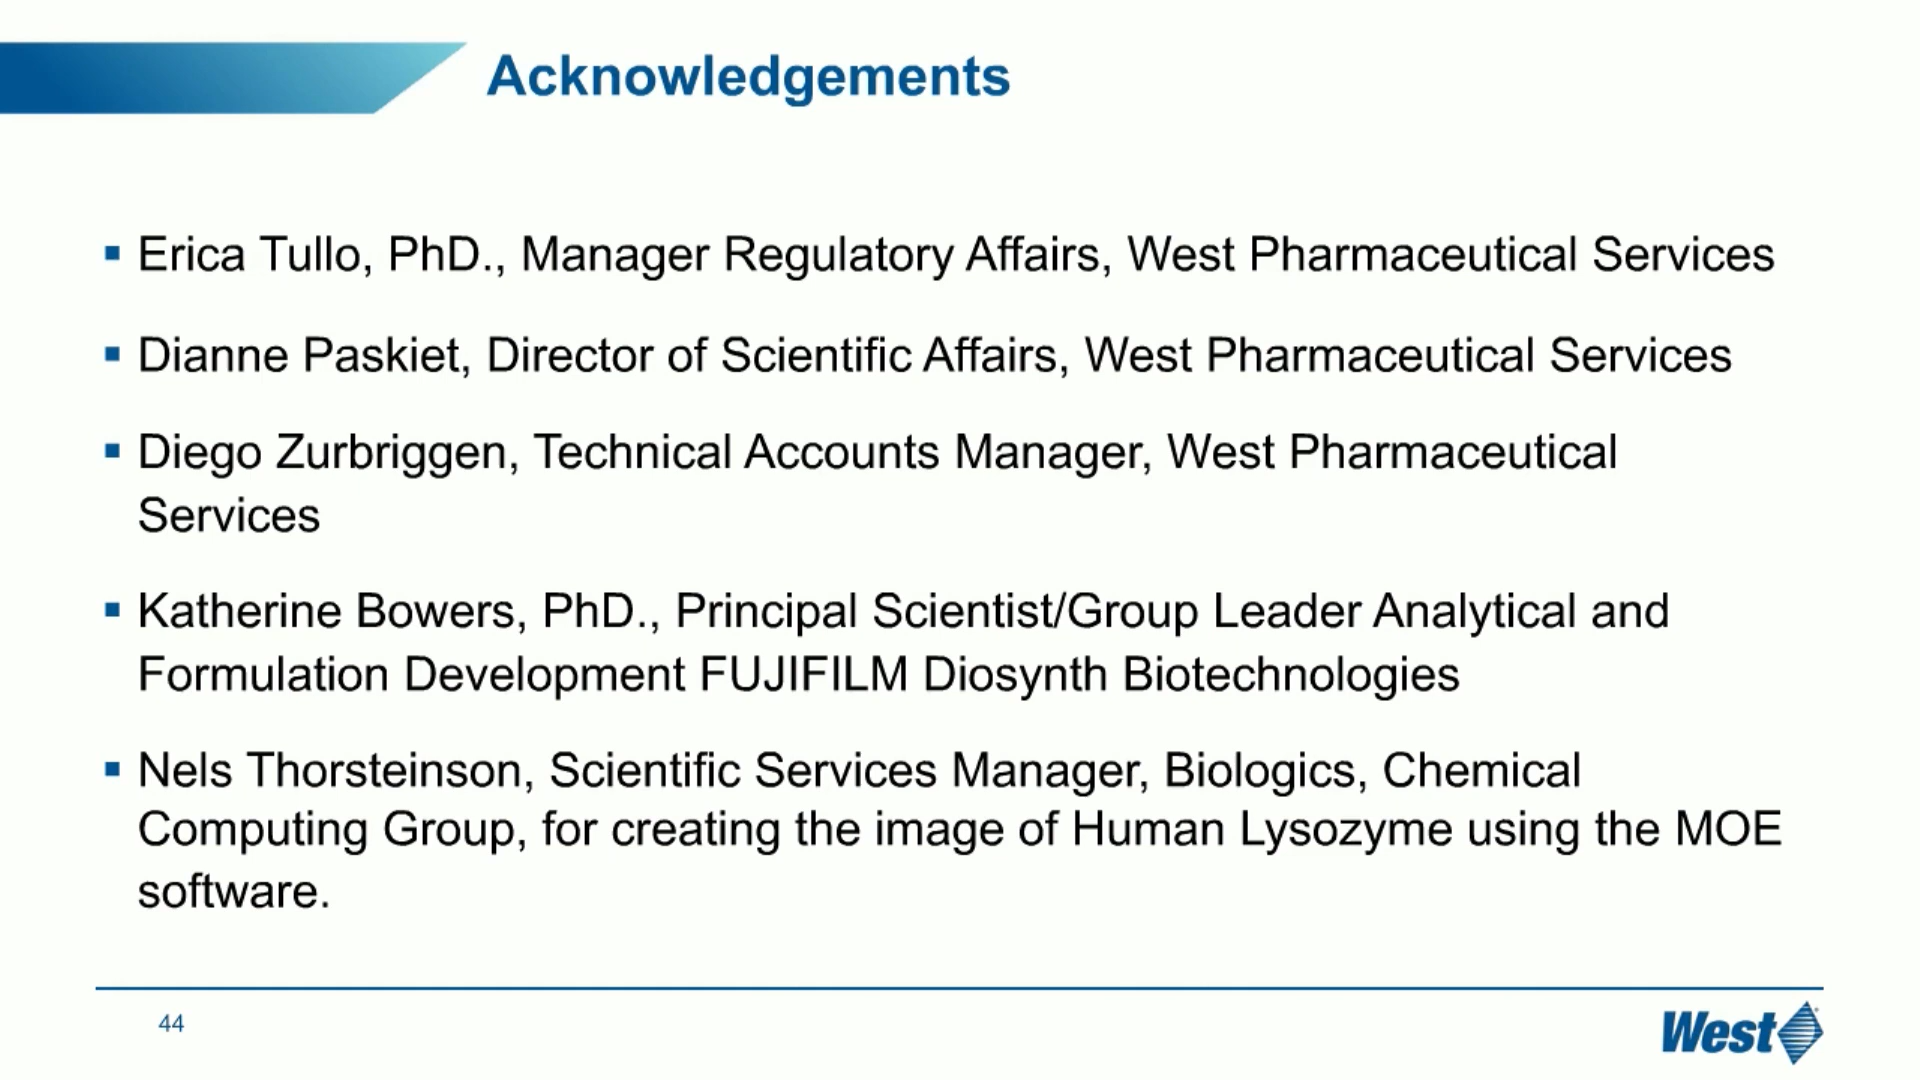 Acknowledgements
▪ Erica Tullo, PhD., Manager Regulatory Affairs, West Pharmaceutical Services
▪ Dianne Paskiet, Director of Scientific Affairs, West Pharmaceutical Services
▪ Diego Zurbriggen, Technical Accounts Manager, West Pharmaceutical
Services
▪ Katherine Bowers, PhD., Principal Scientist/Group Leader Analytical and
Formulation Development FUJIFILM Diosynth Biotechnologies
▪ Nels Thorsteinson, Scientific Services Manager, Biologics, Chemical
Computing Group, for creating the image of Human Lysozyme using the MOE
software.
44
West